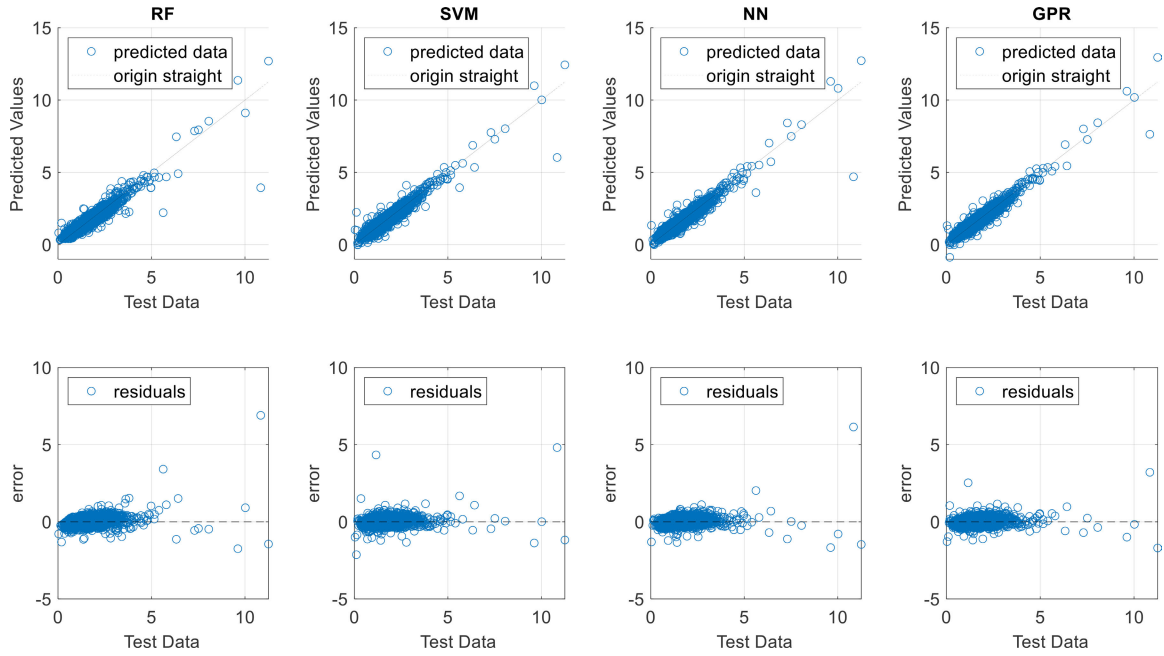 RF
SVM
NN
GPR
15
10
5
0
Predicted Values
predicted data
origin straight
0 5 10
Test Data
15
10
5
0
Predicted Values
predicted data
origin straight
0 5 10
Test Data
15
10
5
0
Predicted Values
predicted data
origin straight
0 5 10
Test Data
15
10
5
0
Predicted Values
predicted data
origin straight
0 5 10
Test Data
10
5
0
-5
error
residuals
0 5 10
Test Data
10
5
0
-5
error
residuals
0 5 10
Test Data
10
5
0
-5
error
residuals
0 5 10
Test Data
10
5
0
-5
error
residuals
0 5 10
Test Data